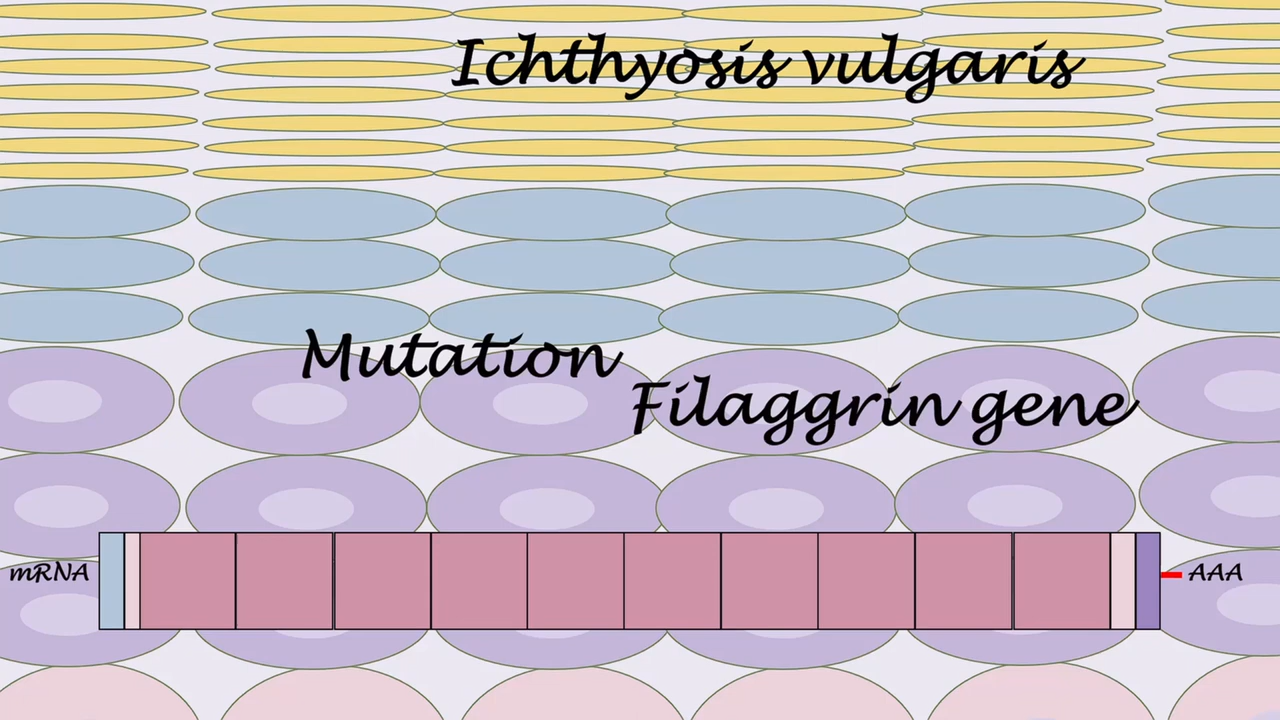 Ichthyosis vulgaris
Mutation
Filaggrin gene
mRNA
AAA